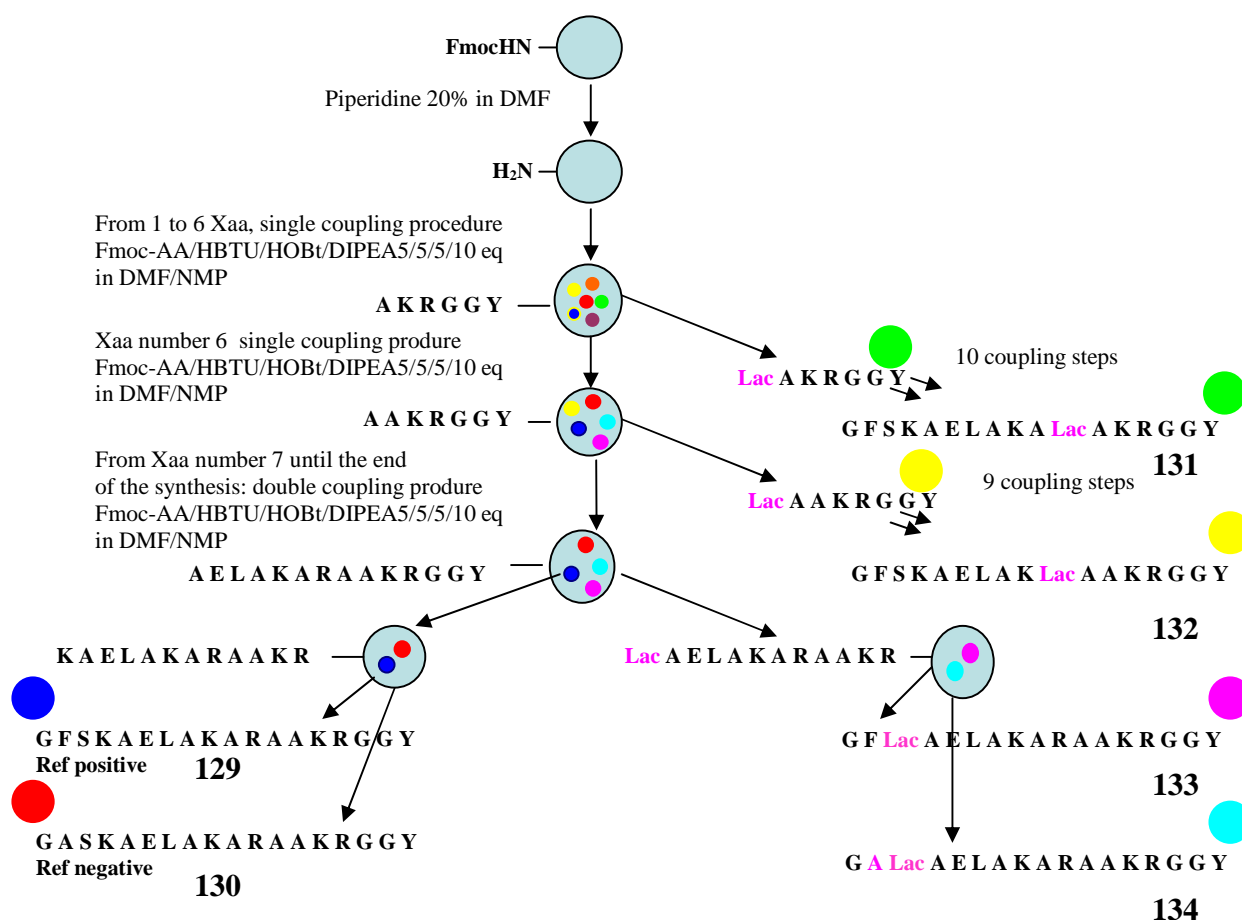 FmocHN
Piperidine 20% in DMF
H₂N
From 1 to 6 Xaa, single coupling procedure
Fmoc-AA/HBTU/HOBt/DIPEA5/5/5/10 eq
in DMF/NMP
A K R G G Y
Xaa number 6 single coupling produre
Fmoc-AA/HBTU/HOBt/DIPEA5/5/5/10 eq
in DMF/NMP
10 coupling steps
Lac A K R G G Y
G F S K A E L A K A Lac A K R G G Y
131
A A K R G G Y
From Xaa number 7 until the end
of the synthesis: double coupling produre
Fmoc-AA/HBTU/HOBt/DIPEA5/5/5/10 eq
in DMF/NMP
9 coupling steps
Lac A A K R G G Y
G F S K A E L A K Lac A A K R G G Y
132
A E L A K A R A A K R G G Y
K A E L A K A R A A K R
Lac A E L A K A R A A K R
G F S K A E L A K A R A A K R G G Y
Ref positive 129
G F Lac A E L A K A R A A K R G G Y
133
G A S K A E L A K A R A A K R G G Y
Ref negative
130
G A Lac A E L A K A R A A K R G G Y
134